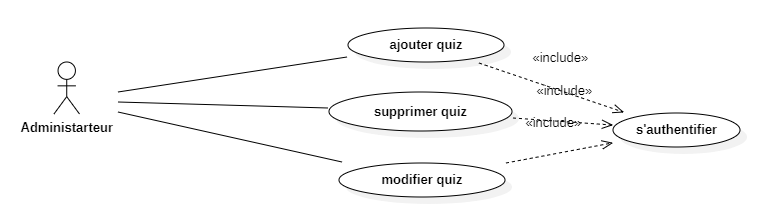 ajouter quiz
«include»
«include»
supprimer quiz
«include»
Administarteur
s'authentifier
modifier quiz